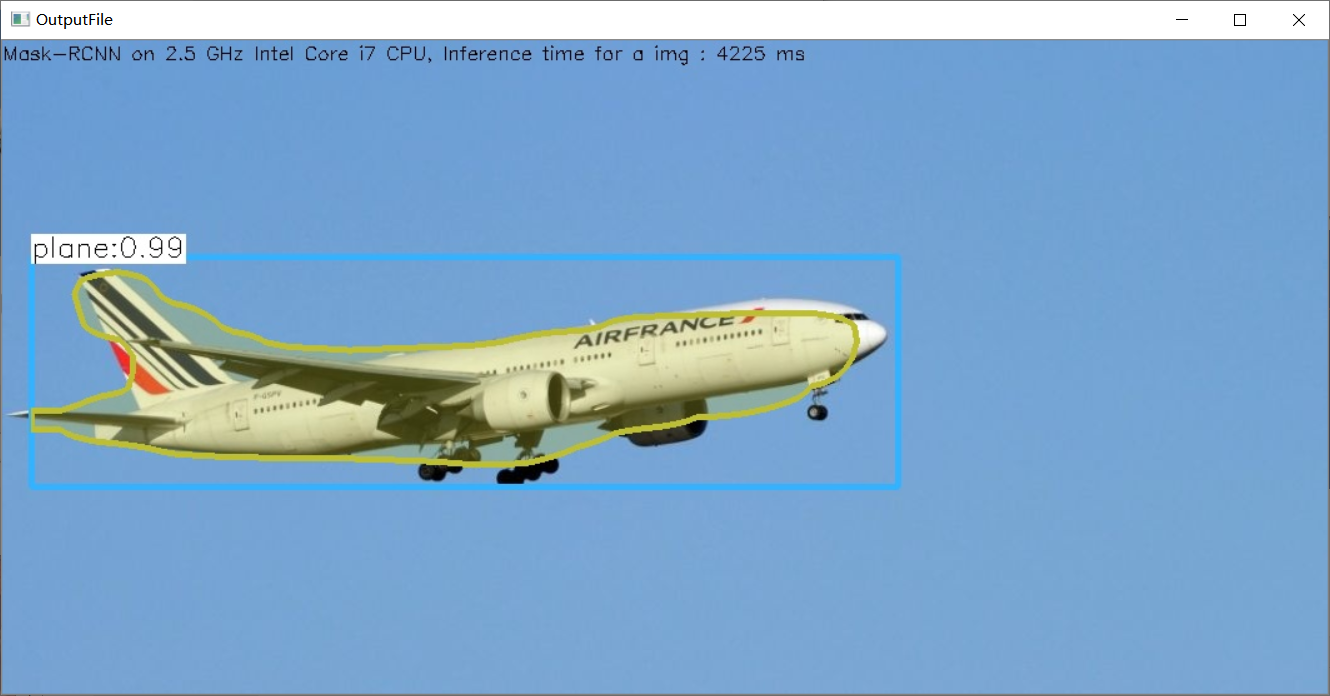 OutputFile
Mask-RCNN on 2.5 GHz Intel Core i7 CPU, Inference time for a img : 4225 ms
plane:0.99
AIRFRANCE
F-GSPV